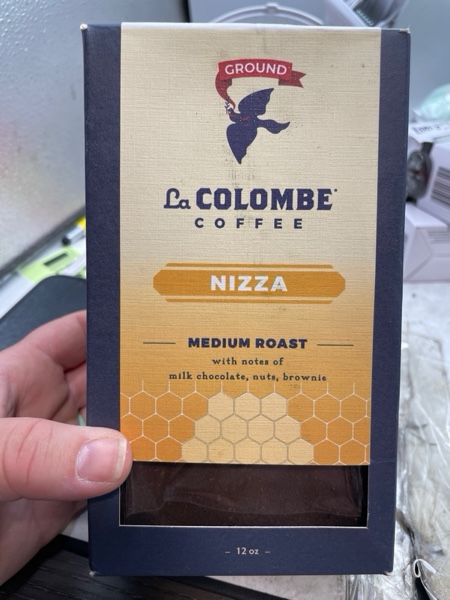 GROUND
La COLOMBE
COFFEE
NIZZA
MEDIUM ROAST
with notes of
milk chocolate, nuts, brownie
– 12 oz –